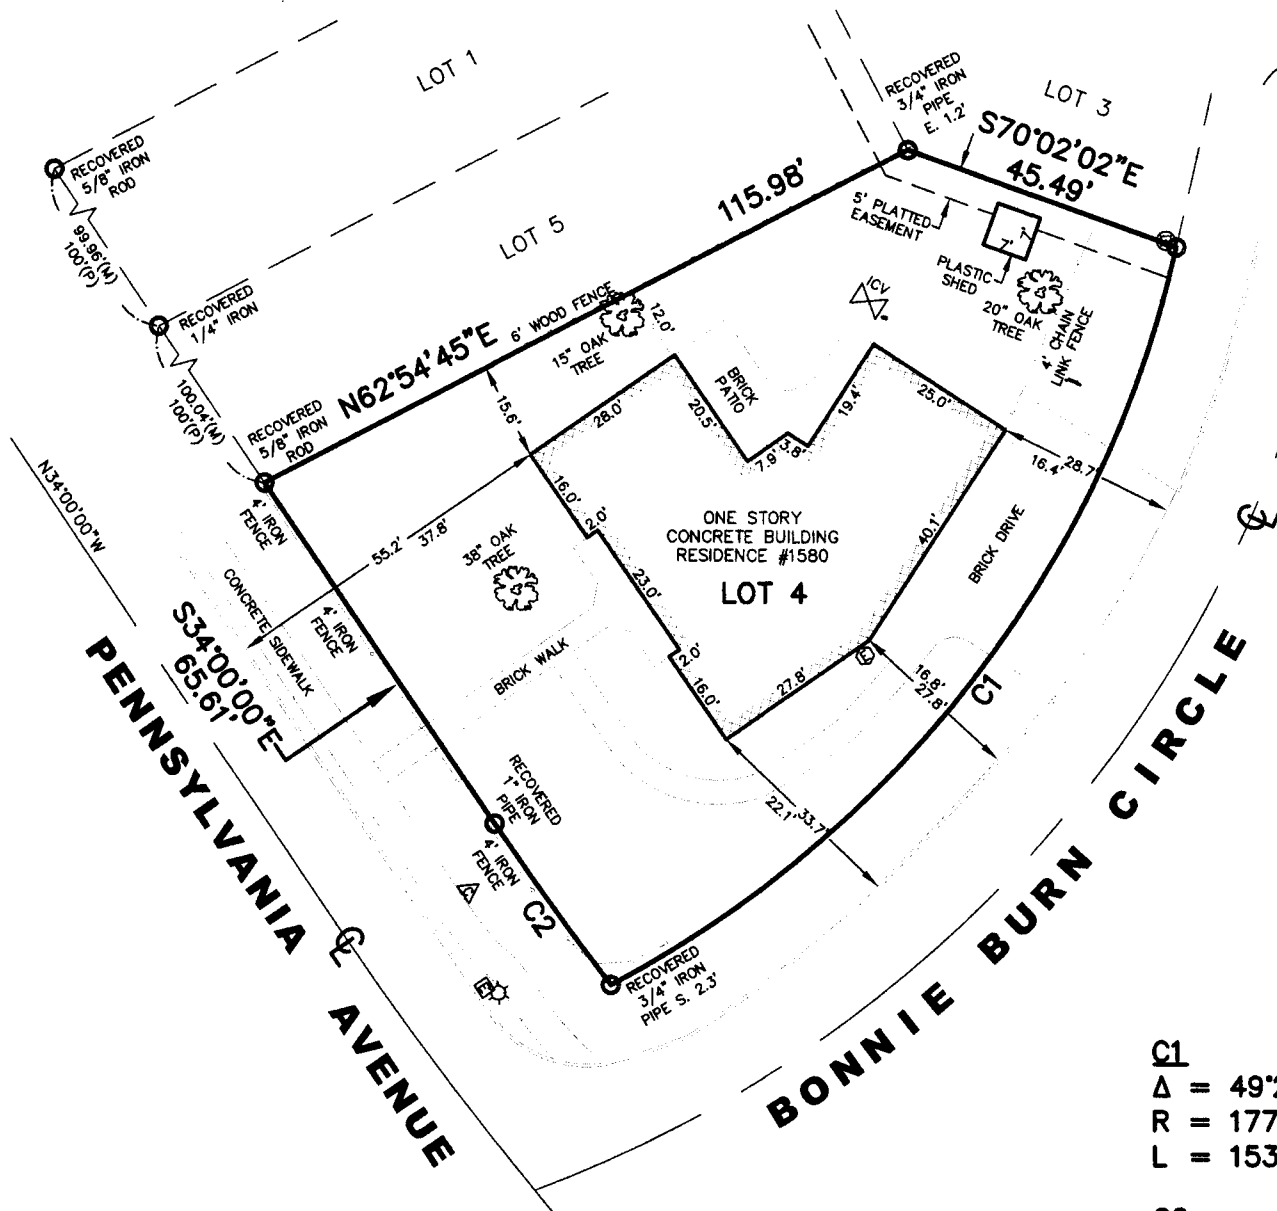 LOT 1
RECOVERED
5/8" IRON
ROD
99.96'(M)
100'(P)
LOT 5
RECOVERED
1/4" IRON
100.04'(M)
100'(P)
RECOVERED
3/4" IRON
PIPE
E. 1.2'
LOT 3
S70°02'02"E
45.49'
115.98'
5' PLATTED
EASEMENT
7'
7'
PLASTIC
SHED
20" OAK
TREE
4' CHAIN
LINK FENCE
ICV
N62°54'45"E
6' WOOD FENCE
15" OAK
TREE
12.0'
BRICK
PATIO
RECOVERED
5/8" IRON
ROD
15.6'
28.0'
20.5'
7.9'
3.8'
19.4'
25.0'
16.4'
28.7'
N34°00'00"W
4' IRON
FENCE
16.0'
2.0'
55.2'
37.8'
38" OAK
TREE
ONE STORY
CONCRETE BUILDING
RESIDENCE #1580
LOT 4
40.1'
BRICK DRIVE
23.0'
CONCRETE SIDEWALK
4' IRON
FENCE
S34°00'00"E
65.61'
BRICK WALK
2.0'
16.0'
27.8'
E
16.8'
27.8'
C1
22.1'
33.7'
RECOVERED
1" IRON
PIPE
4' IRON
FENCE
C
C2
RECOVERED
3/4" IRON
PIPE S. 2.3'
PENNSYLVANIA AVENUE
BONNIE BURN CIRCLE
C1
Δ = 49°
R = 177
L = 153